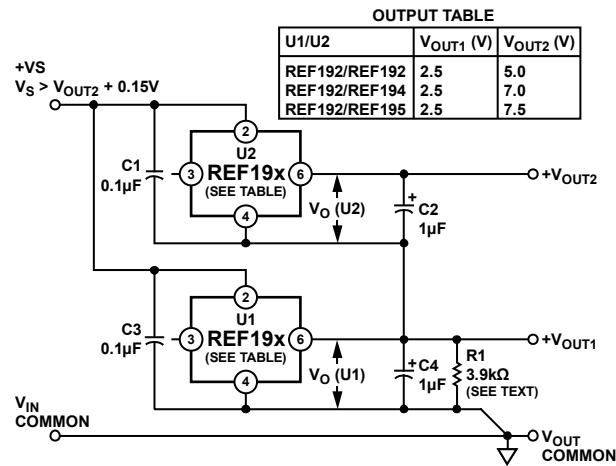 OUTPUT TABLE
U1/U2 VOUT1 (V) VOUT2 (V)
REF192/REF192 2.5 5.0
REF192/REF194 2.5 7.0
REF192/REF195 2.5 7.5
+VS
VS > VOUT2 + 0.15V
2
U2
C1
0.1µF
3
REF19x
(SEE TABLE)
6
4
VO (U2)
+
C2
1µF
+VOUT2
2
U1
C3
0.1µF
3
REF19x
(SEE TABLE)
6
4
VO (U1)
+
C4
1µF
R1
3.9kΩ
(SEE TEXT)
+VOUT1
VIN
COMMON
VOUT
COMMON